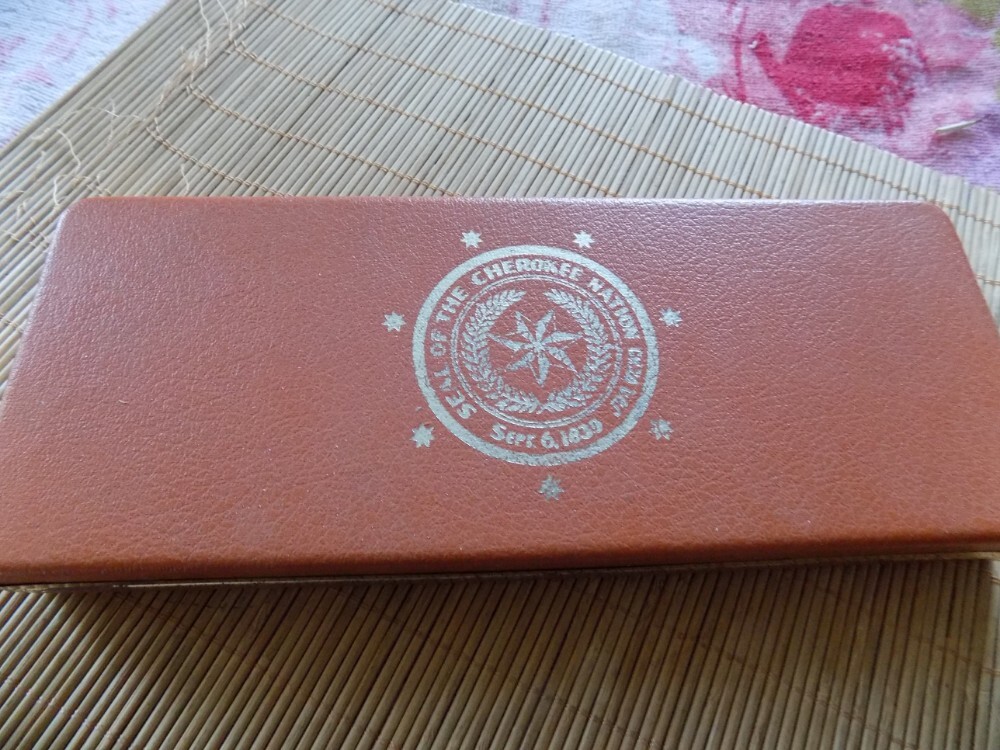 SEAL OF THE CHEROKEE NATION
SEPT. 6, 1839